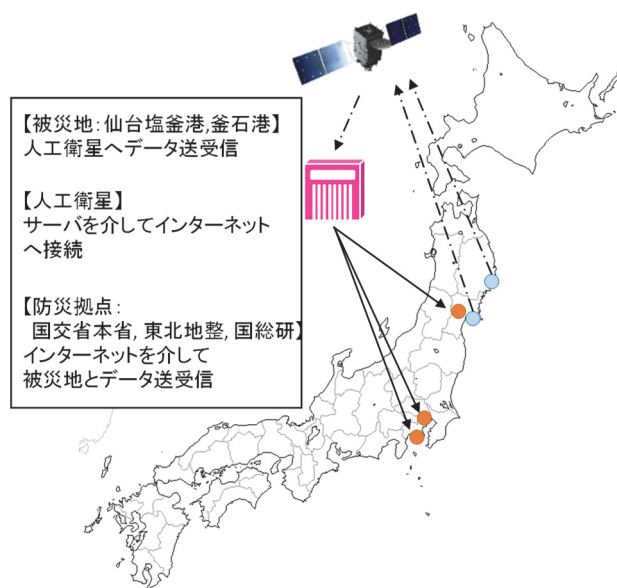 【被災地:仙台塩釜港,釜石港】
人工衛星へデータ送受信
【人工衛星】
サーバを介してインターネット
へ接続
【防災拠点:
国交省本省, 東北地整, 国総研】
インターネットを介して
被災地とデータ送受信